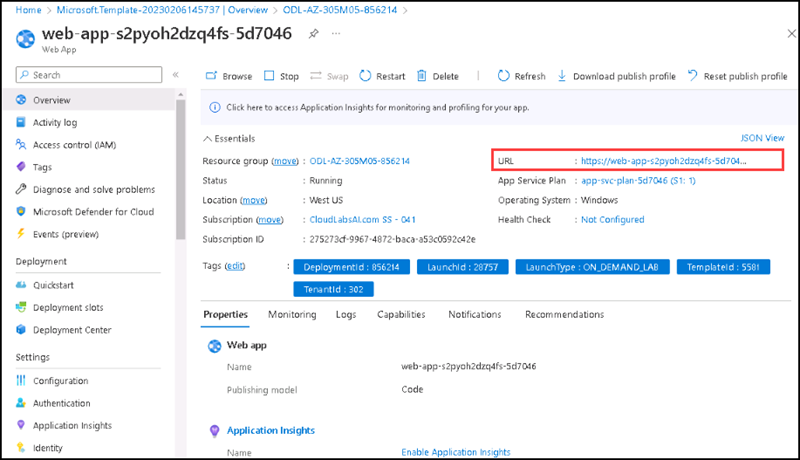 Home > Microsoft.Template-20230206145737 | Overview > ODL-AZ-305M05-856214 >
web-app-s2pyoh2dzq4fs-5d7046
Web App
Search
Browse Stop Swap Restart Delete Refresh Download publish profile Reset publish profile
Overview
Activity log
Access control (IAM)
Tags
Diagnose and solve problems
Microsoft Defender for Cloud
Events (preview)
Deployment
Quickstart
Deployment slots
Deployment Center
Settings
Configuration
Authentication
Application Insights
Identity
Click here to access Application Insights for monitoring and profiling for your app.
Essentials
JSON View
Resource group (move) : ODL-AZ-305M05-856214
Status : Running
Location (move) : West US
Subscription (move) : CloudLabsAI.com SS - 041
Subscription ID : 275273cf-9967-4872-baca-a53c0592c42e
URL : https://web-app-s2pyoh2dzq4fs-5d704...
App Service Plan : app-svc-plan-5d7046 (S1: 1)
Operating System : Windows
Health Check : Not Configured
Tags (edit) : DeploymentId : 856214 LaunchId : 28757 LaunchType : ON_DEMAND_LAB TemplateId : 5581
TenantId : 302
Properties Monitoring Logs Capabilities Notifications Recommendations
Web app
Name web-app-s2pyoh2dzq4fs-5d7046
Publishing model Code
Application Insights
Name Enable Application Insights